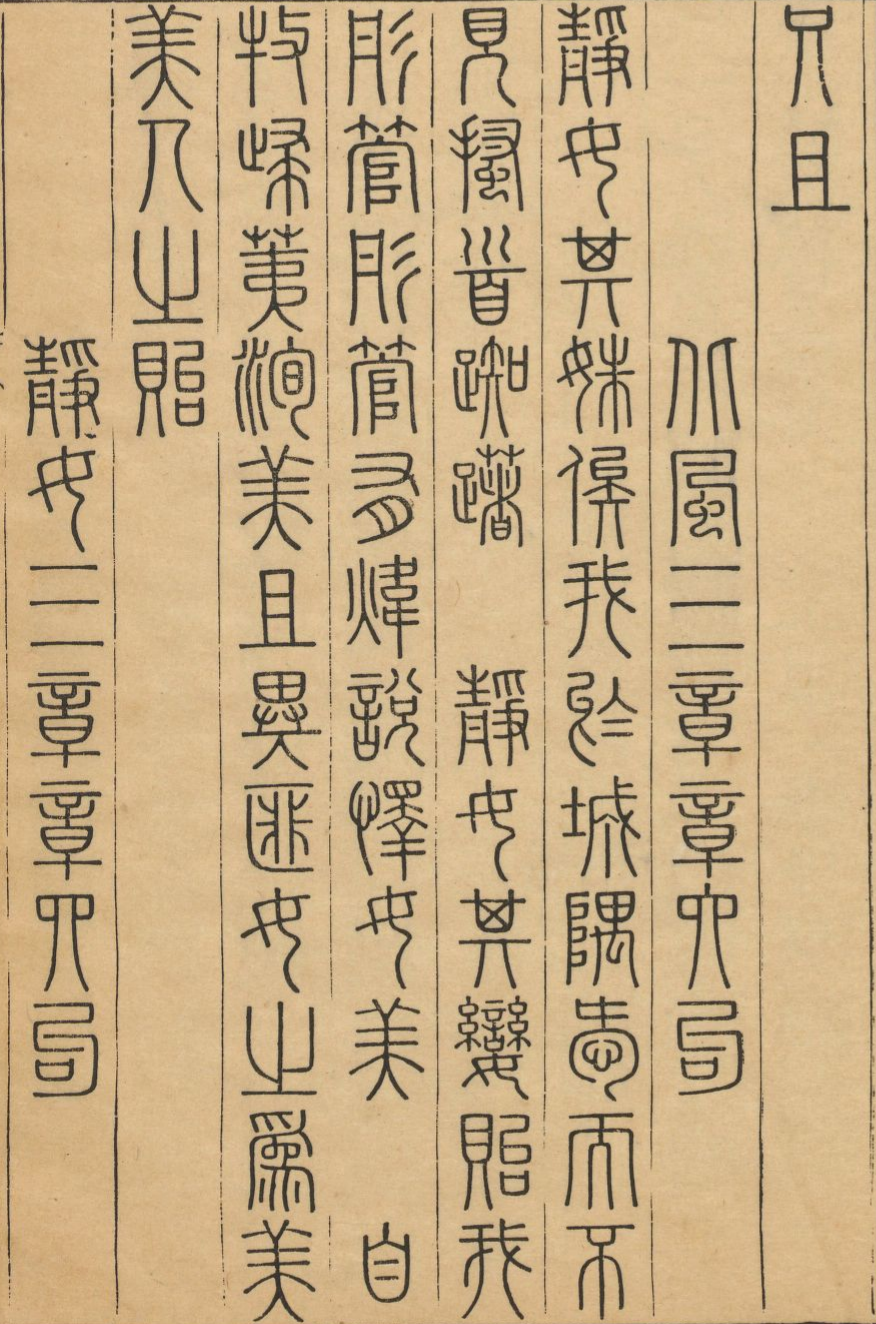 只且
北風三章章六句
靜女其姝俟我於城隅愛而不
見搔首踟躇　靜女其孌貽我
彤管彤管有煒說懌女美　自
牧歸荑洵美且異匪女之爲美
美人之貽
靜女三章章四句